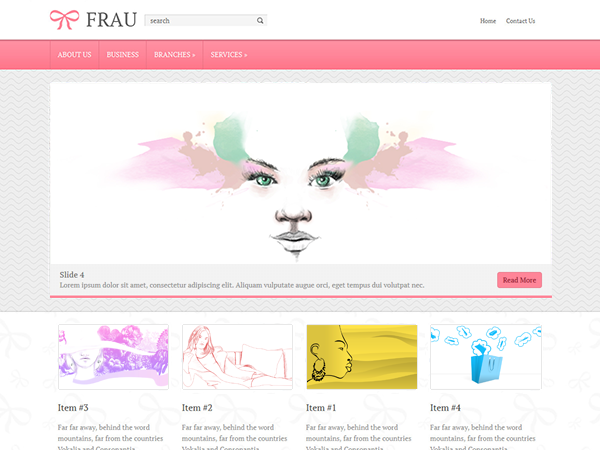 FRAU
search
Home
Contact Us
ABOUT US
BUSINESS
BRANCHES »
SERVICES »
Slide 4
Lorem ipsum dolor sit amet, consectetur adipiscing elit. Aliquam vulputate augue orci, eget tempus dui volutpat nec.
Read More
Item #3
Far far away, behind the word
mountains, far from the countries
Vokalia and Consonantia
Item #2
Far far away, behind the word
mountains, far from the countries
Vokalia and Consonantia
Item #1
Far far away, behind the word
mountains, far from the countries
Vokalia and Consonantia
Item #4
Far far away, behind the word
mountains, far from the countries
Vokalia and Consonantia